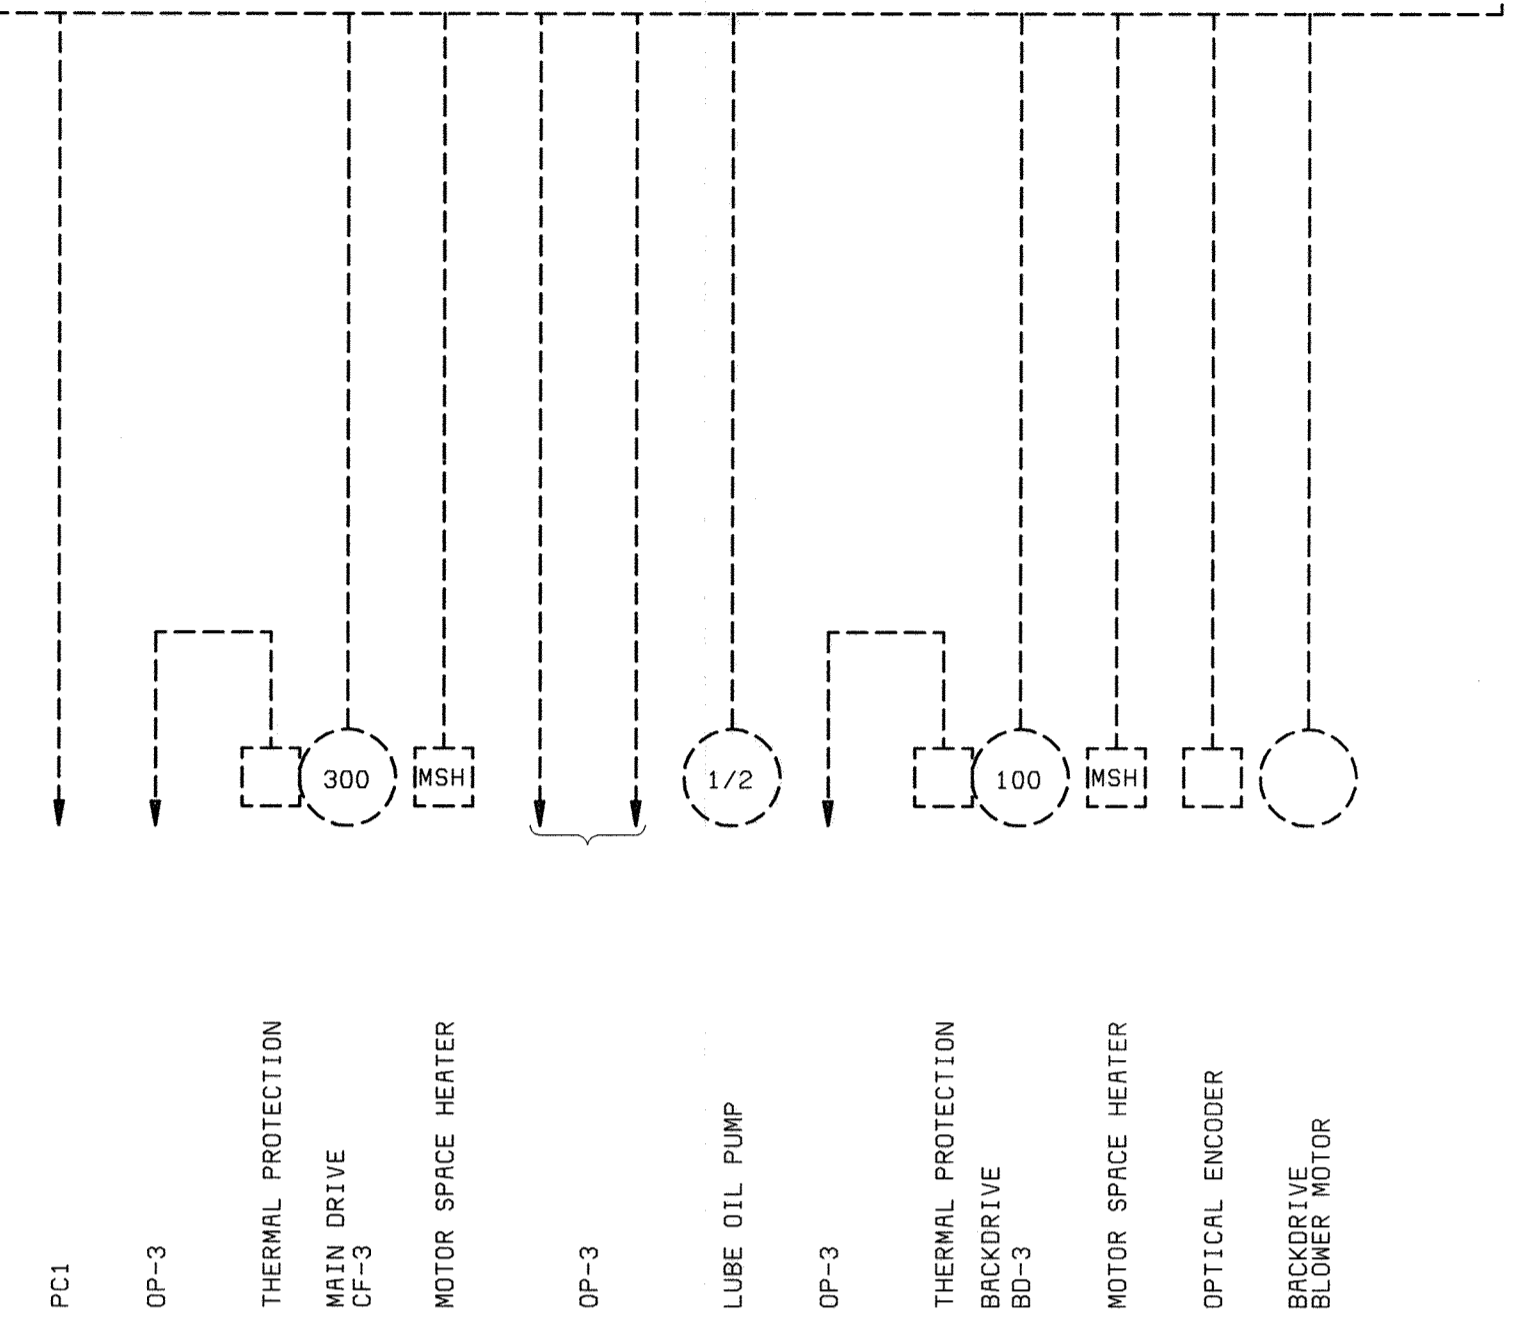 300
MSH
1/2
100
MSH
PC1
OP-3
THERMAL PROTECTION
MAIN DRIVE
CF-3
MOTOR SPACE HEATER
OP-3
LUBE OIL PUMP
OP-3
THERMAL PROTECTION
BACKDRIVE
BD-3
MOTOR SPACE HEATER
OPTICAL ENCODER
BACKDRIVE
BLOWER MOTOR